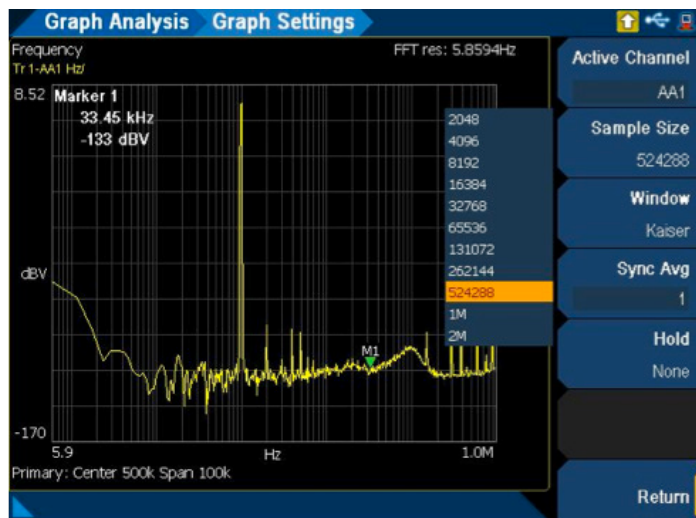 Graph Analysis Graph Settings
Frequency
FFT res: 5.8594Hz
Tr 1-AA1 Hz/
8.52
Marker 1
33.45 kHz
-133 dBV
dBV
M1
-170
5.9
Hz
1.0M
Primary: Center 500k Span 100k
2048
4096
8192
16384
32768
65536
131072
262144
524288
1M
2M
Active Channel
AA1
Sample Size
524288
Window
Kaiser
Sync Avg
1
Hold
None
Return